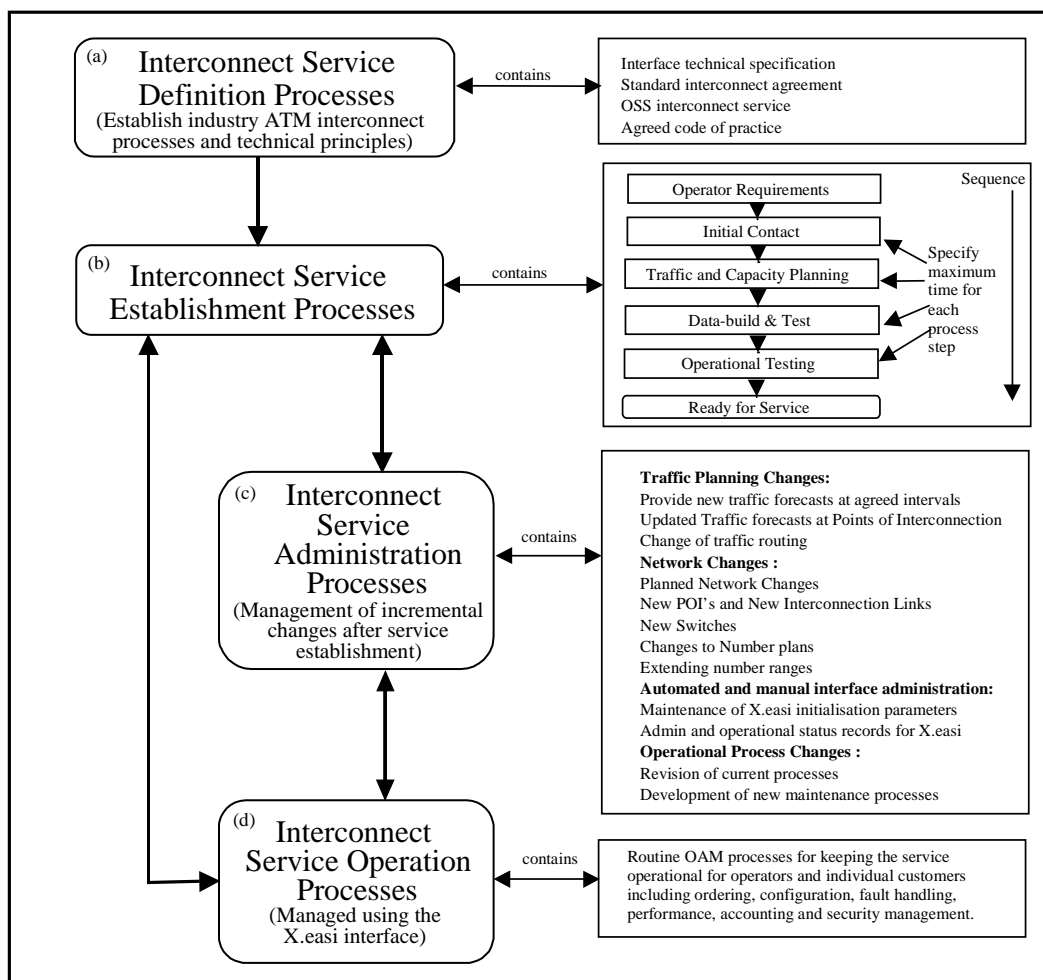 (a)
Interconnect Service
Definition Processes
(Establish industry ATM interconnect
processes and technical principles)
contains
Interface technical specification
Standard interconnect agreement
OSS interconnect service
Agreed code of practice
(b)
Interconnect Service
Establishment Processes
contains
Operator Requirements
Initial Contact
Traffic and Capacity Planning
Data-build & Test
Operational Testing
Ready for Service
Sequence
Specify
maximum
time for
each
process
step
(c)
Interconnect
Service
Administration
Processes
(Management of incremental
changes after service
establishment)
contains
Traffic Planning Changes:
Provide new traffic forecasts at agreed intervals
Updated Traffic forecasts at Points of Interconnection
Change of traffic routing
Network Changes :
Planned Network Changes
New POI's and New Interconnection Links
New Switches
Changes to Number plans
Extending number ranges
Automated and manual interface administration:
Maintenance of X.easi initialisation parameters
Admin and operational status records for X.easi
Operational Process Changes :
Revision of current processes
Development of new maintenance processes
(d)
Interconnect
Service Operation
Processes
(Managed using the
X.easi interface)
contains
Routine OAM processes for keeping the service
operational for operators and individual customers
including ordering, configuration, fault handling,
performance, accounting and security management.